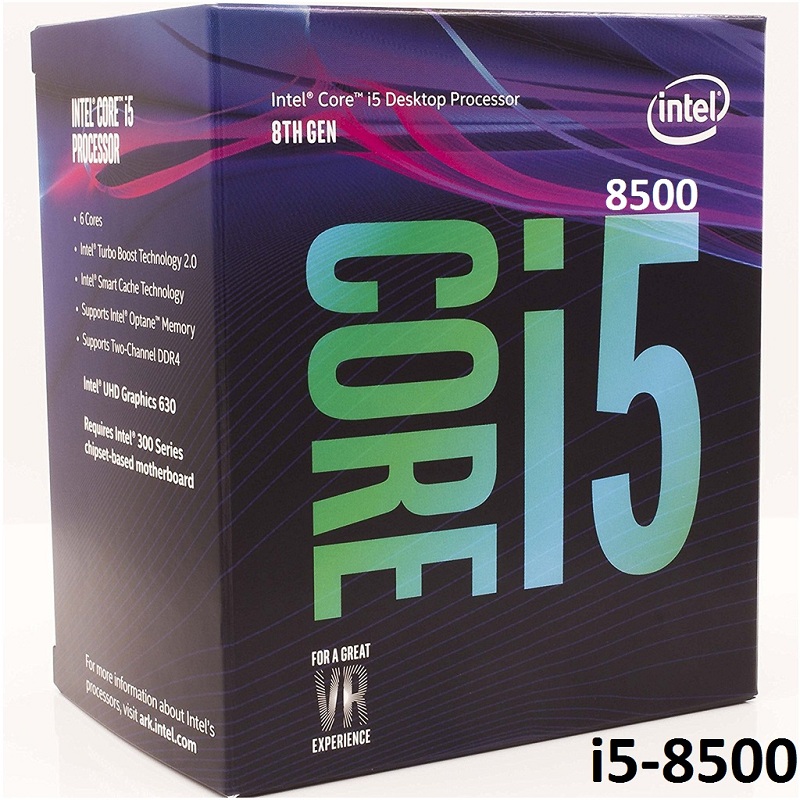 INTEL® CORE™ i5
PROCESSOR
• 6 Cores
• Intel® Turbo Boost Technology 2.0
• Intel® Smart Cache Technology
• Supports Intel® Optane™ Memory
• Supports Two-Channel DDR4
Intel® UHD Graphics 630
Requires Intel® 300 Series
chipset-based motherboard
For more information about Intel's
processors, visit ark.intel.com
Intel® Core™ i5 Desktop Processor
8TH GEN
intel®
8500
CORE i5
FOR A GREAT
VR
EXPERIENCE
i5-8500